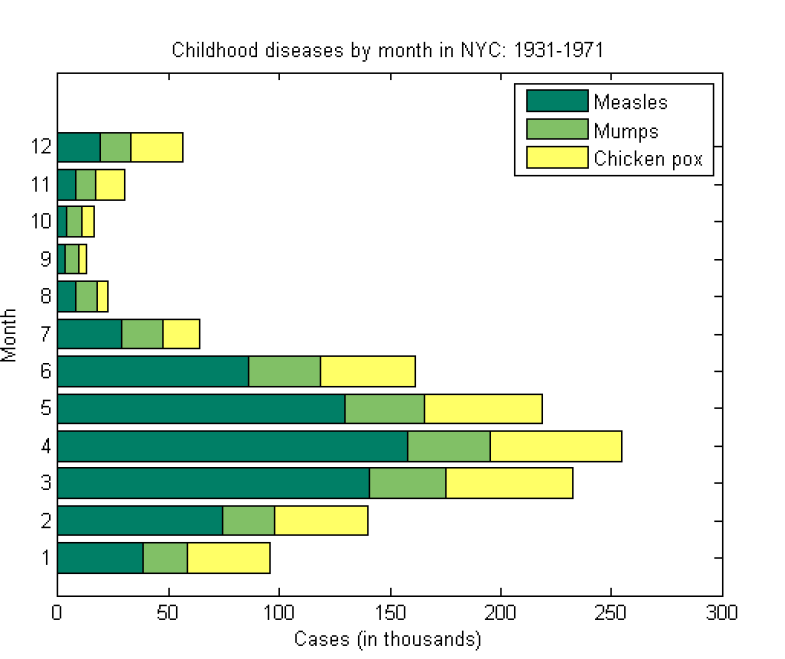 Childhood diseases by month in NYC: 1931-1971
Measles
Mumps
Chicken pox
12
11
10
9
8
7
6
5
4
3
2
1
Month
0 50 100 150 200 250 300
Cases (in thousands)